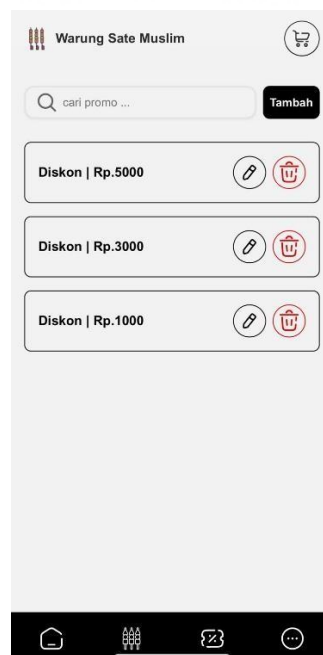 Warung Sate Muslim
cari promo ...
Tambah
Diskon | Rp.5000
Diskon | Rp.3000
Diskon | Rp.1000